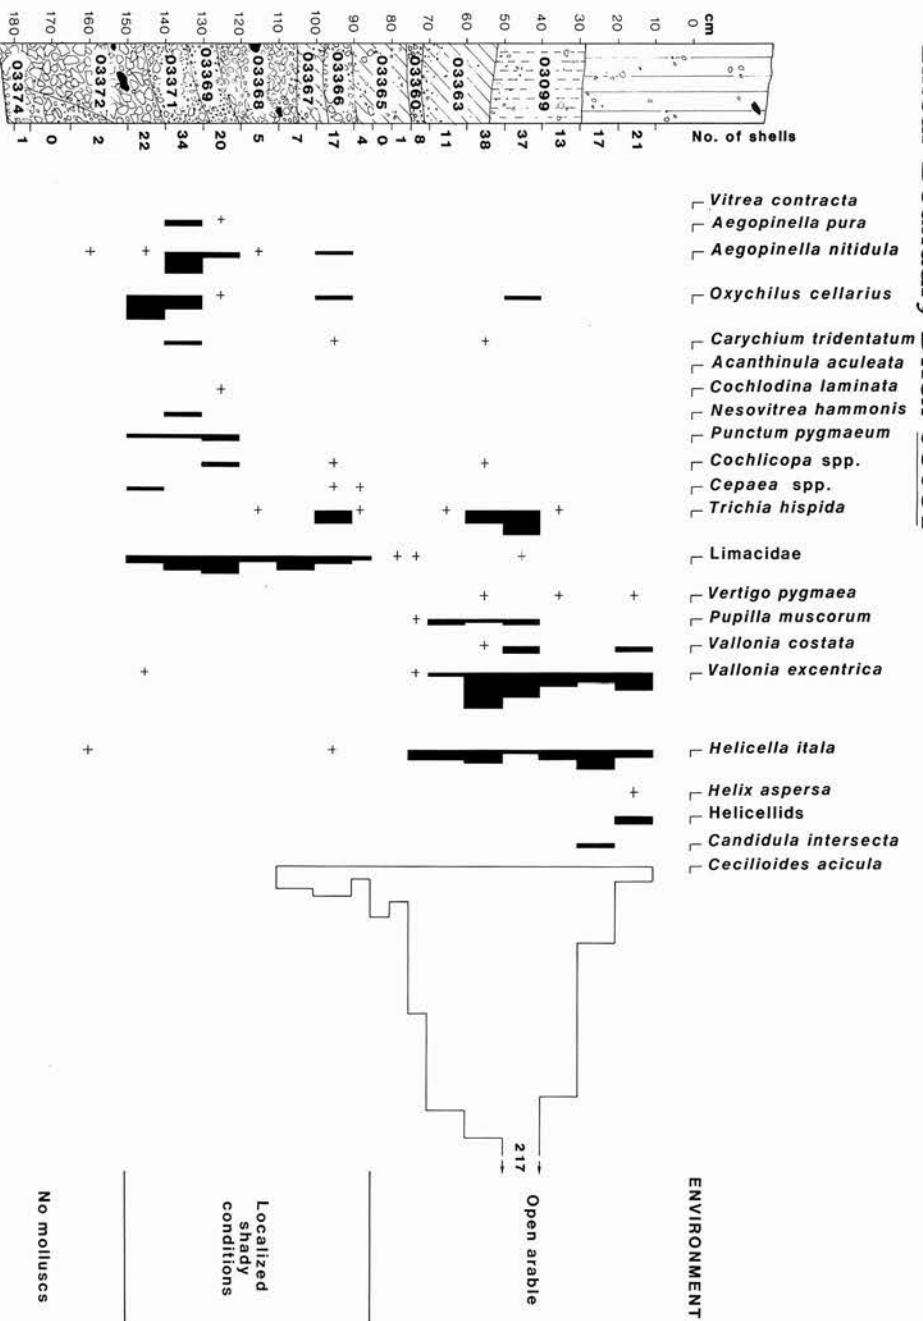 cm
0
10
20
30
40
50
60
70
80
90
100
110
120
130
140
150
160
170
180
03099
03363
03360
03365
03366
03367
03368
03369
03371
03372
03374
No. of shells
21
17
13
37
38
11
8
1
0
4
17
7
5
20
34
22
2
0
1
Vitrea contracta
Aegopinella pura
Aegopinella nitidula
Oxychilus cellarius
Carychium tridentatum
Acanthinula aculeata
Cochlodina laminata
Nesovitrea hammonis
Punctum pygmaeum
Cochlicopa spp.
Cepaea spp.
Trichia hispida
Limacidae
Vertigo pygmaea
Pupilla muscorum
Vallonia costata
Vallonia excentrica
Helicella itala
Helix aspersa
Helicellids
Candidula intersecta
Cecilioides acicula
217
ENVIRONMENT
Open arable
Localized
shady
conditions
No molluscs